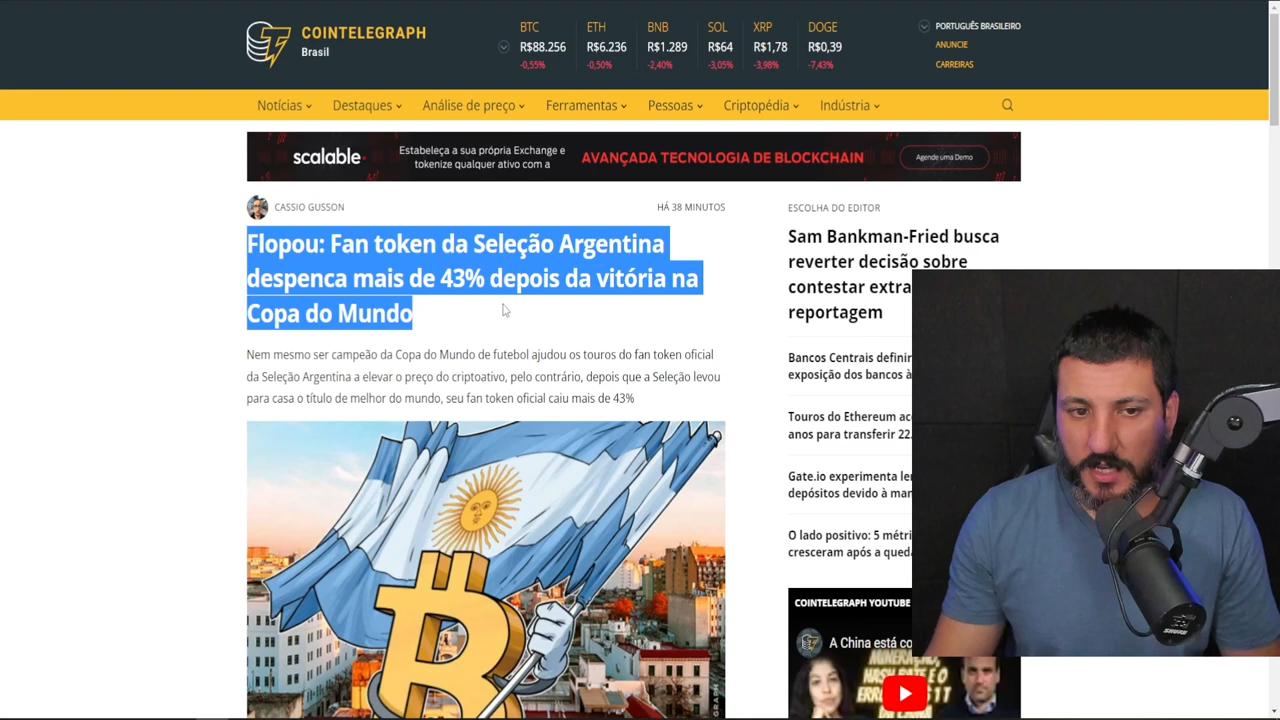 COINTELEGRAPH
Brasil
BTC ETH BNB SOL XRP DOGE
R$88.256 R$6.236 R$1.289 R$64 R$1,78 R$0,39
-0,55% -0,50% -2,40% -3,05% -3,98% -7,43%
PORTUGUÊS BRASILEIRO
ANUNCIE
CARREIRAS
Notícias Destaques Análise de preço Ferramentas Pessoas Criptopédia Indústria
scalable
Estabeleça a sua própria Exchange e
tokenize qualquer ativo com a
AVANÇADA TECNOLOGIA DE BLOCKCHAIN
Agende uma Demo
CASSIO GUSSON
HÁ 38 MINUTOS
Flopou: Fan token da Seleção Argentina
despenca mais de 43% depois da vitória na
Copa do Mundo
Nem mesmo ser campeão da Copa do Mundo de futebol ajudou os touros do fan token oficial
da Seleção Argentina a elevar o preço do criptoativo, pelo contrário, depois que a Seleção levou
para casa o título de melhor do mundo, seu fan token oficial caiu mais de 43%
ESCOLHA DO EDITOR
Sam Bankman-Fried busca
reverter decisão sobre
contestar extra
reportagem
Bancos Centrais definir
exposição dos bancos à
Touros do Ethereum ac
anos para transferir 22.
Gate.io experimenta le
depósitos devido à mar
O lado positivo: 5 métri
cresceram após a queda
COINTELEGRAPH YOUTUBE
A China está co
MINERAÇÃO,
HASH RATE E O
SHURE